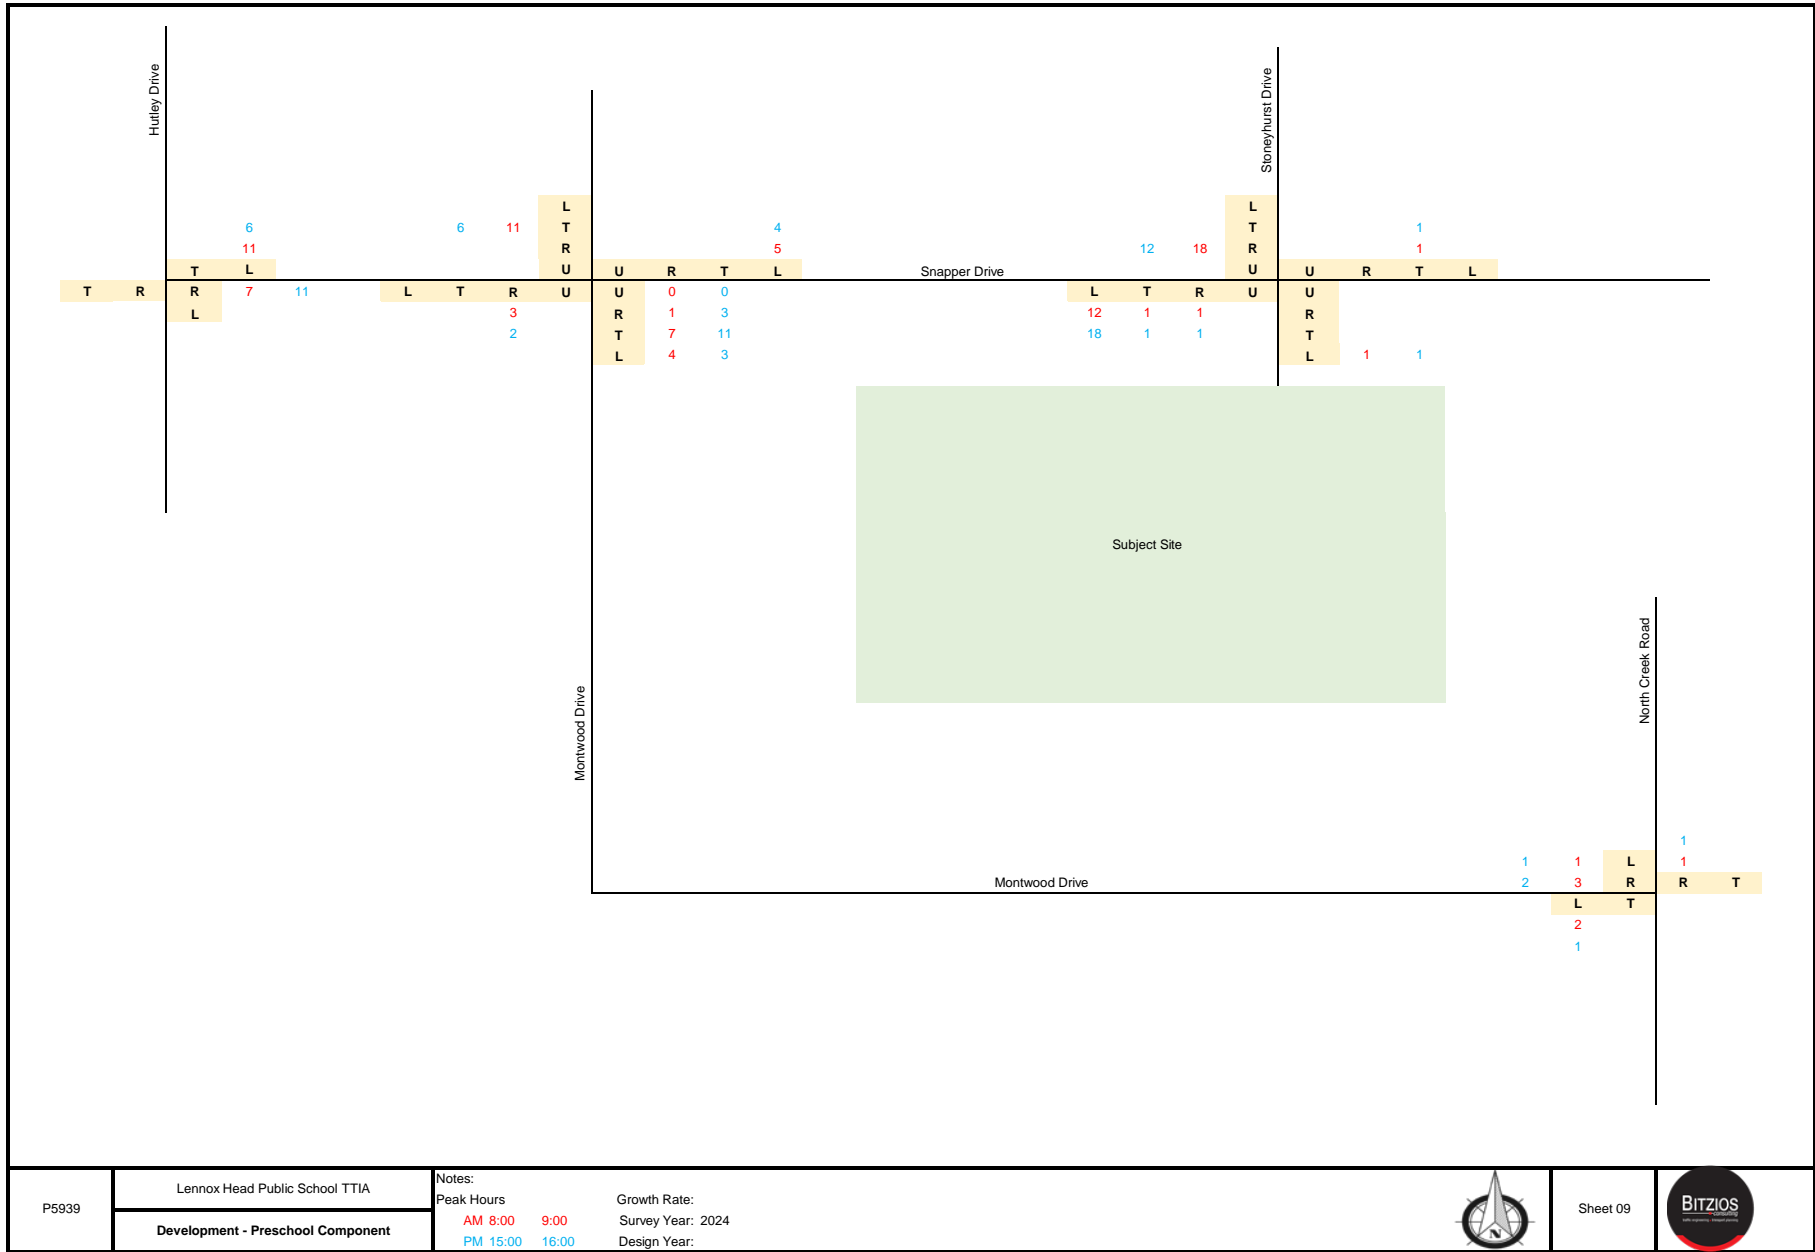 Hutley Drive
Stoneyhurst Drive
L L
6 6 11 T 4 T 1
11 R 5 12 18 R 1
T L U U R T L Snapper Drive U U R T L
T R R 7 11 L T R U U 0 0 L T R U U
L 3 R 1 3 12 1 1 R
2 T 7 11 18 1 1 T
L 4 3 L 1 1
Subject Site
North Creek Road
Montwood Drive
1
1 1 L 1
Montwood Drive 2 3 R R T
L T
2
1
P5939
Lennox Head Public School TTIA
Development - Preschool Component
Notes:
Peak Hours Growth Rate:
AM 8:00 9:00 Survey Year: 2024
PM 15:00 16:00 Design Year:
N
Sheet 09
BITZIOS
consulting